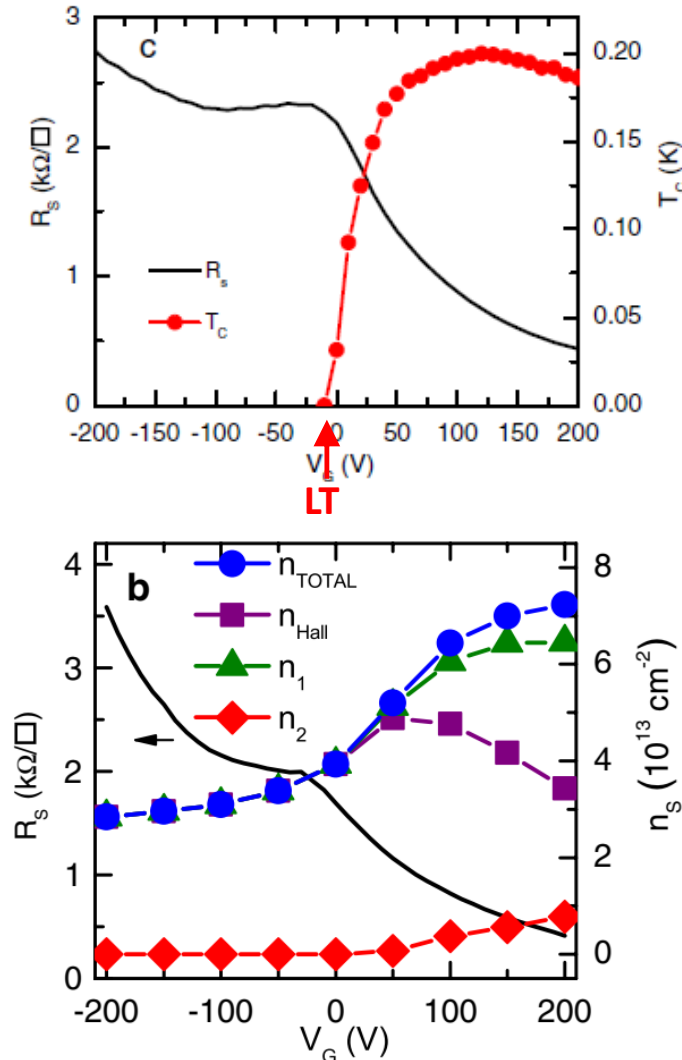 c
3
2
1
0
R_S (kΩ/□)
0.20
0.15
0.10
0.05
0.00
T_c (K)
R_s
T_C
-200 -150 -100 -50 0 50 100 150 200
V_G (V)
LT
b
n_TOTAL
n_Hall
n_1
n_2
4
3
2
1
0
R_S (kΩ/□)
8
6
4
2
0
n_S (10^13 cm^-2)
-200 -100 0 100 200
V_G (V)